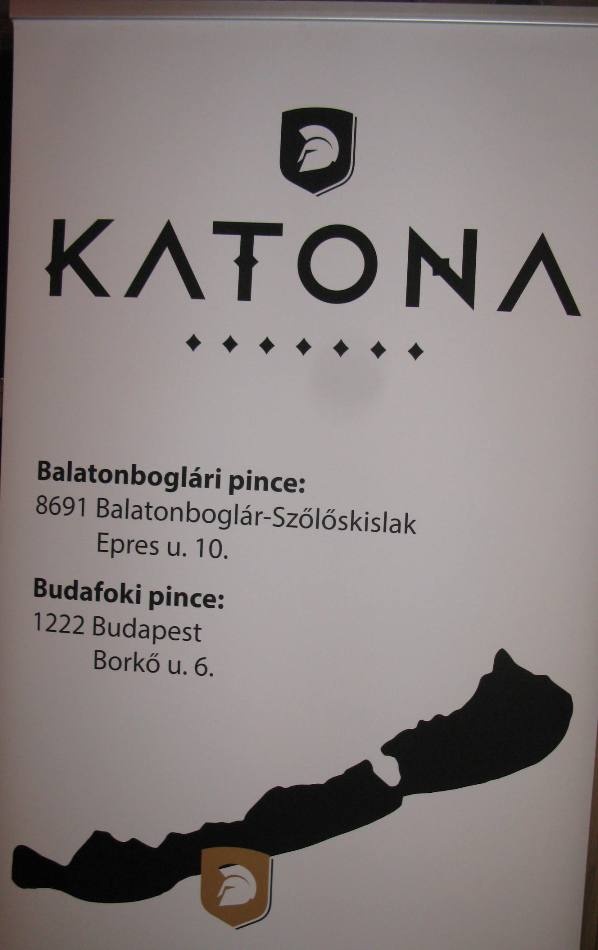 KATONA
Balatonboglári pince:
8691 Balatonboglár-Szőlőskislak
Epres u. 10.
Budafoki pince:
1222 Budapest
Borkő u. 6.